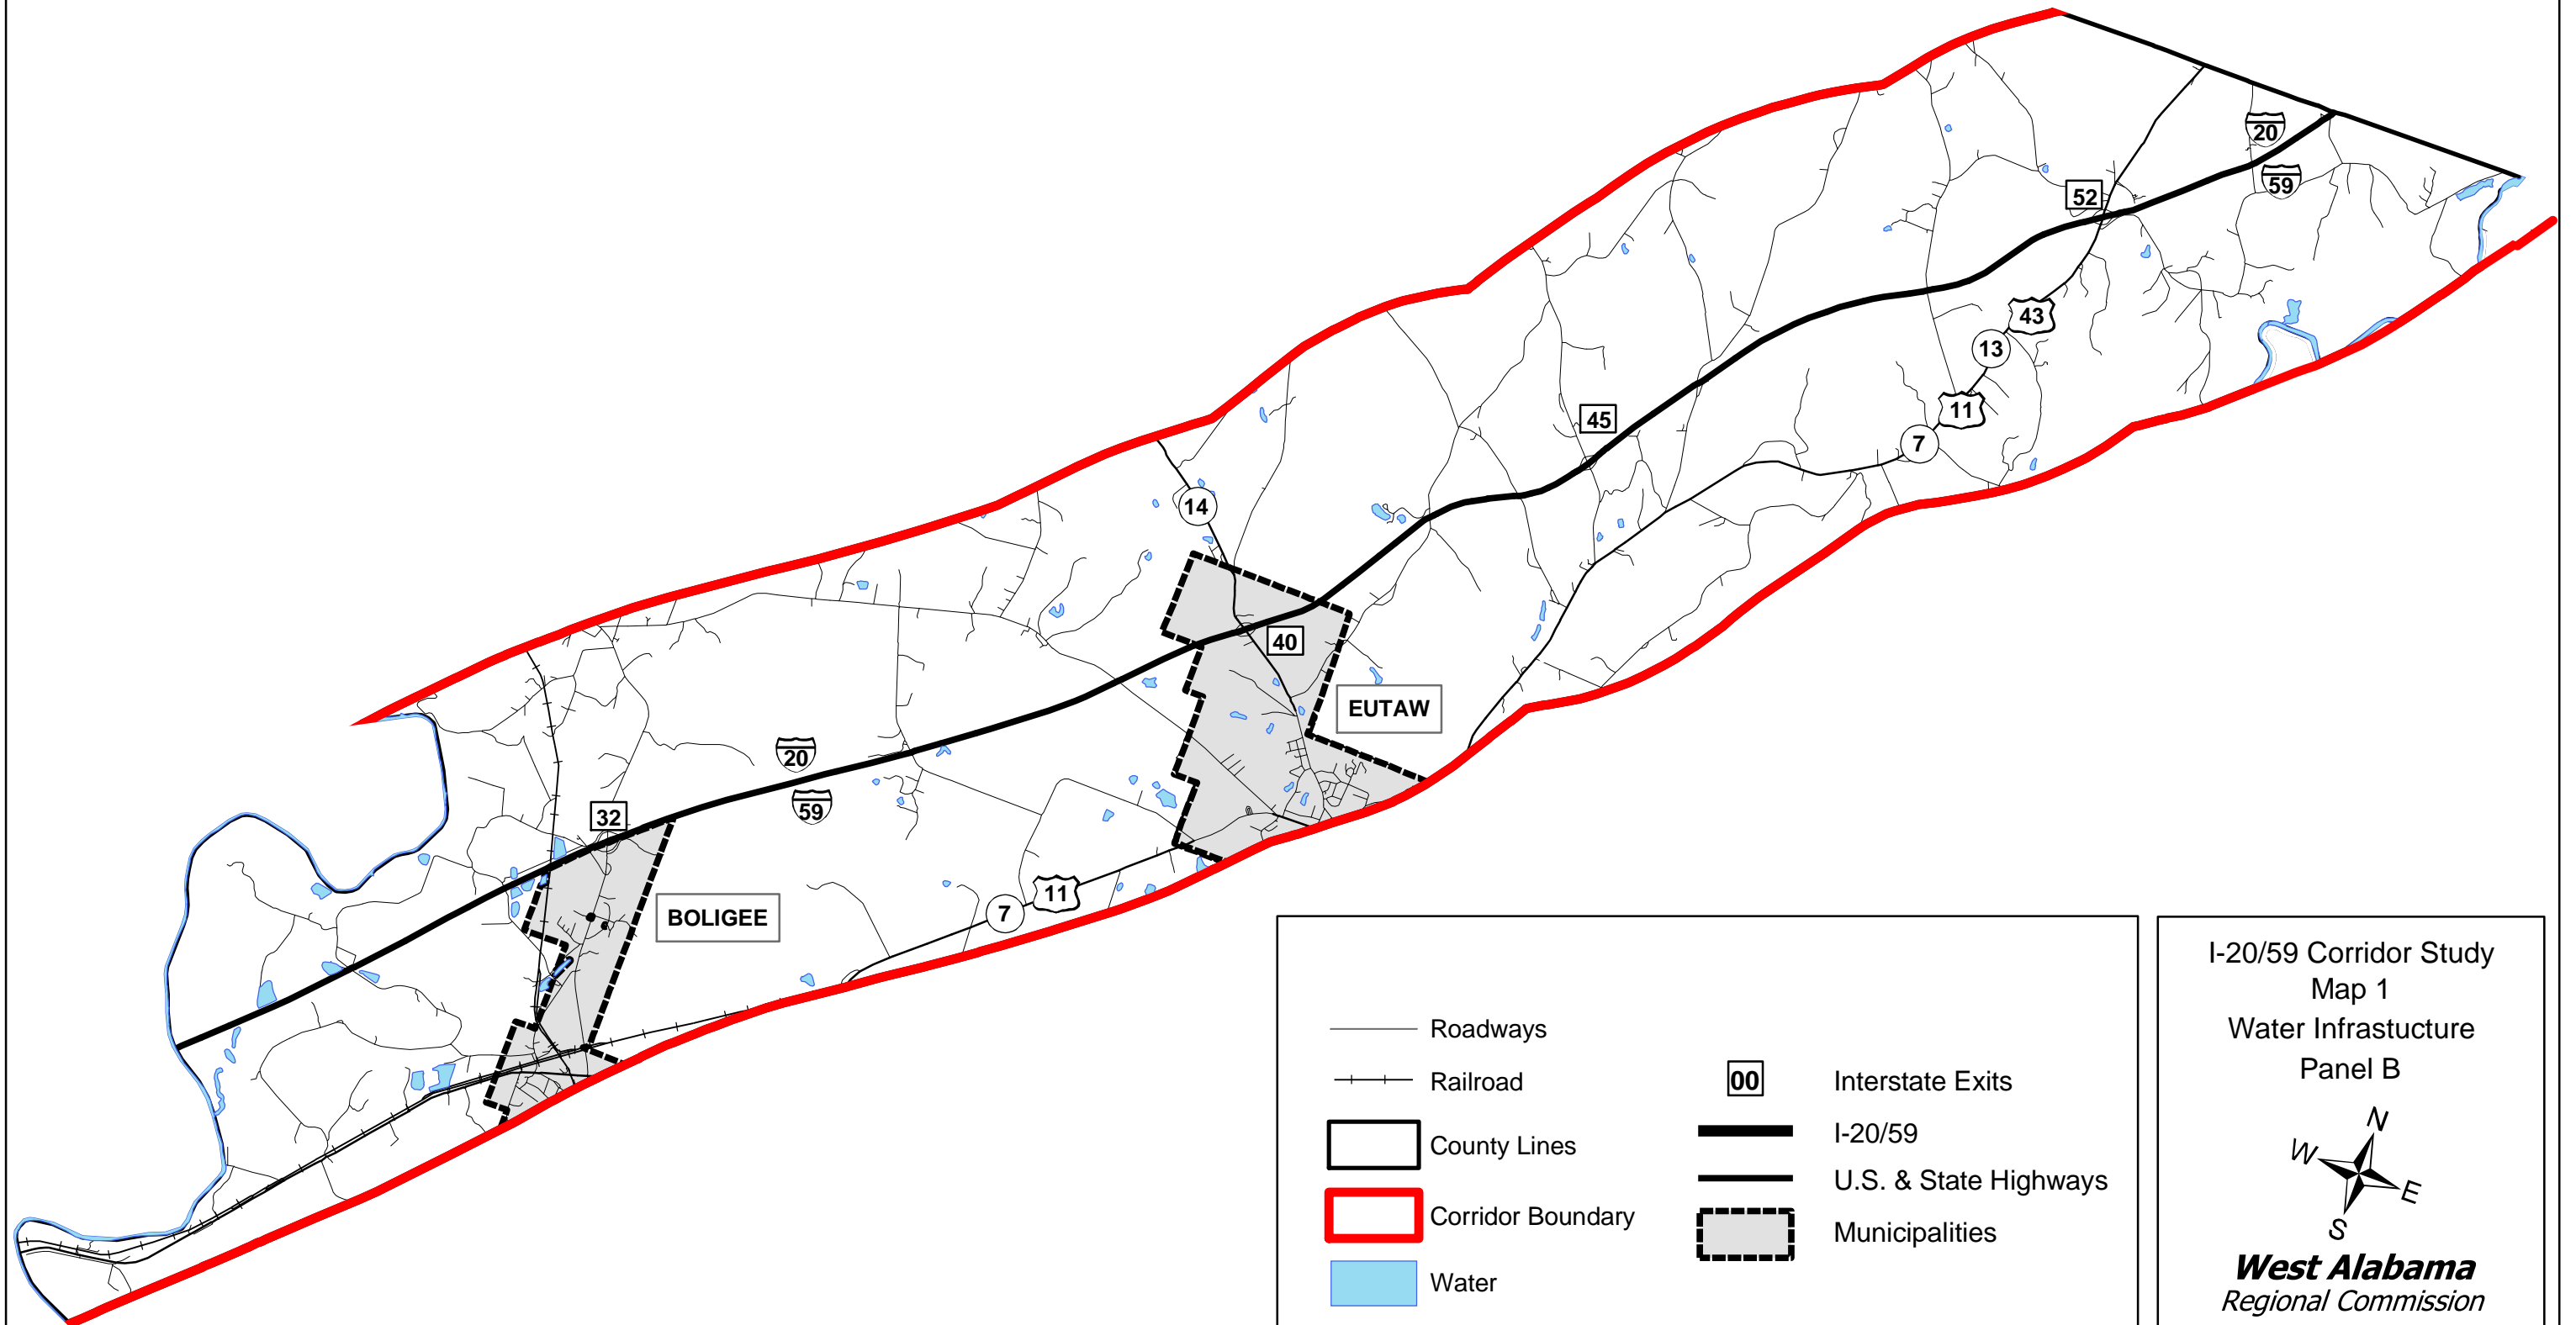 20
59
52
43
13
11
7
45
14
40
EUTAW
20
59
32
BOLIGEE
11
7
Roadways
Railroad
County Lines
Corridor Boundary
Water
00 Interstate Exits
I-20/59
U.S. & State Highways
Municipalities
I-20/59 Corridor Study
Map 1
Water Infrastucture
Panel B
N
W
E
S
West Alabama
Regional Commission